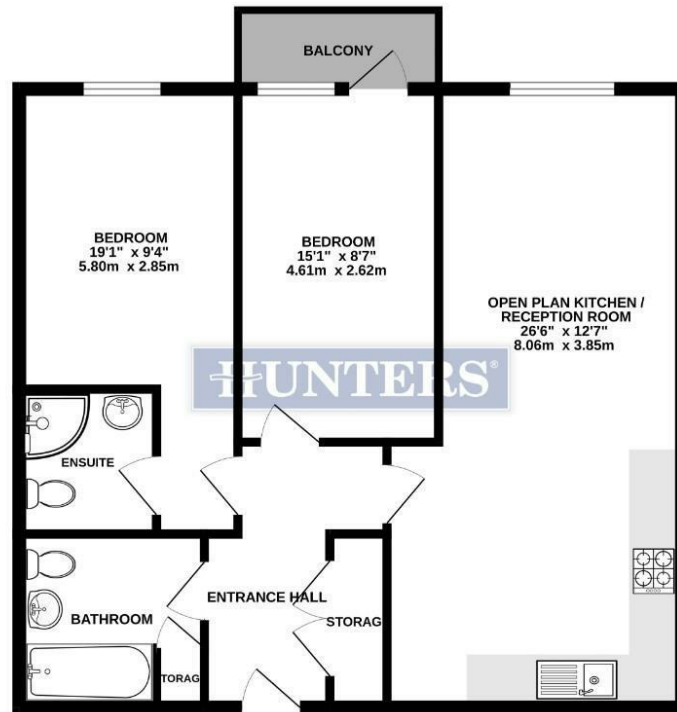 BALCONY
BEDROOM
19'1" x 9'4"
5.80m x 2.85m
BEDROOM
15'1" x 8'7"
4.61m x 2.62m
OPEN PLAN KITCHEN /
RECEPTION ROOM
26'6" x 12'7"
8.06m x 3.85m
HUNTERS®
ENSUITE
BATHROOM
ENTRANCE HALL
STORAG
TORAG